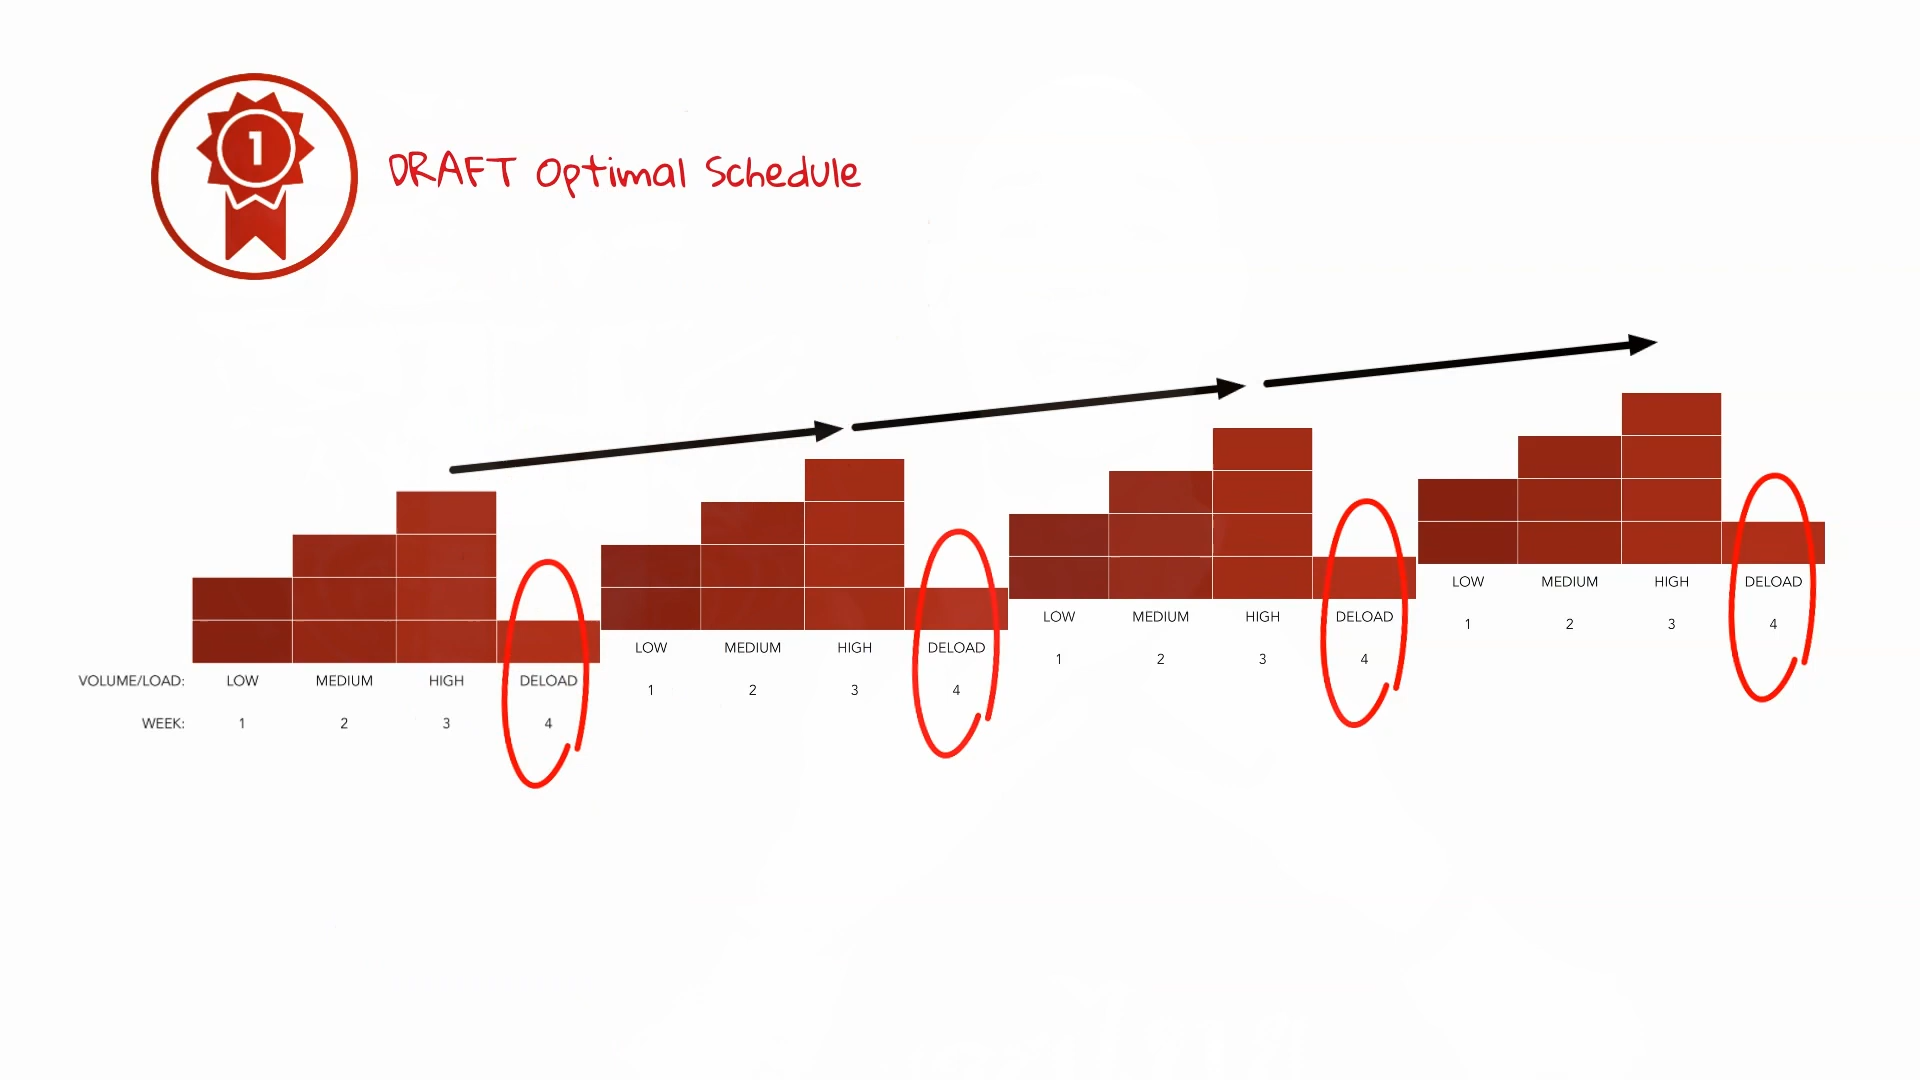 1
DRAFT Optimal Schedule
VOLUME/LOAD: LOW MEDIUM HIGH DELOAD
WEEK: 1 2 3 4
LOW MEDIUM HIGH DELOAD
1 2 3 4
LOW MEDIUM HIGH DELOAD
1 2 3 4
LOW MEDIUM HIGH DELOAD
1 2 3 4